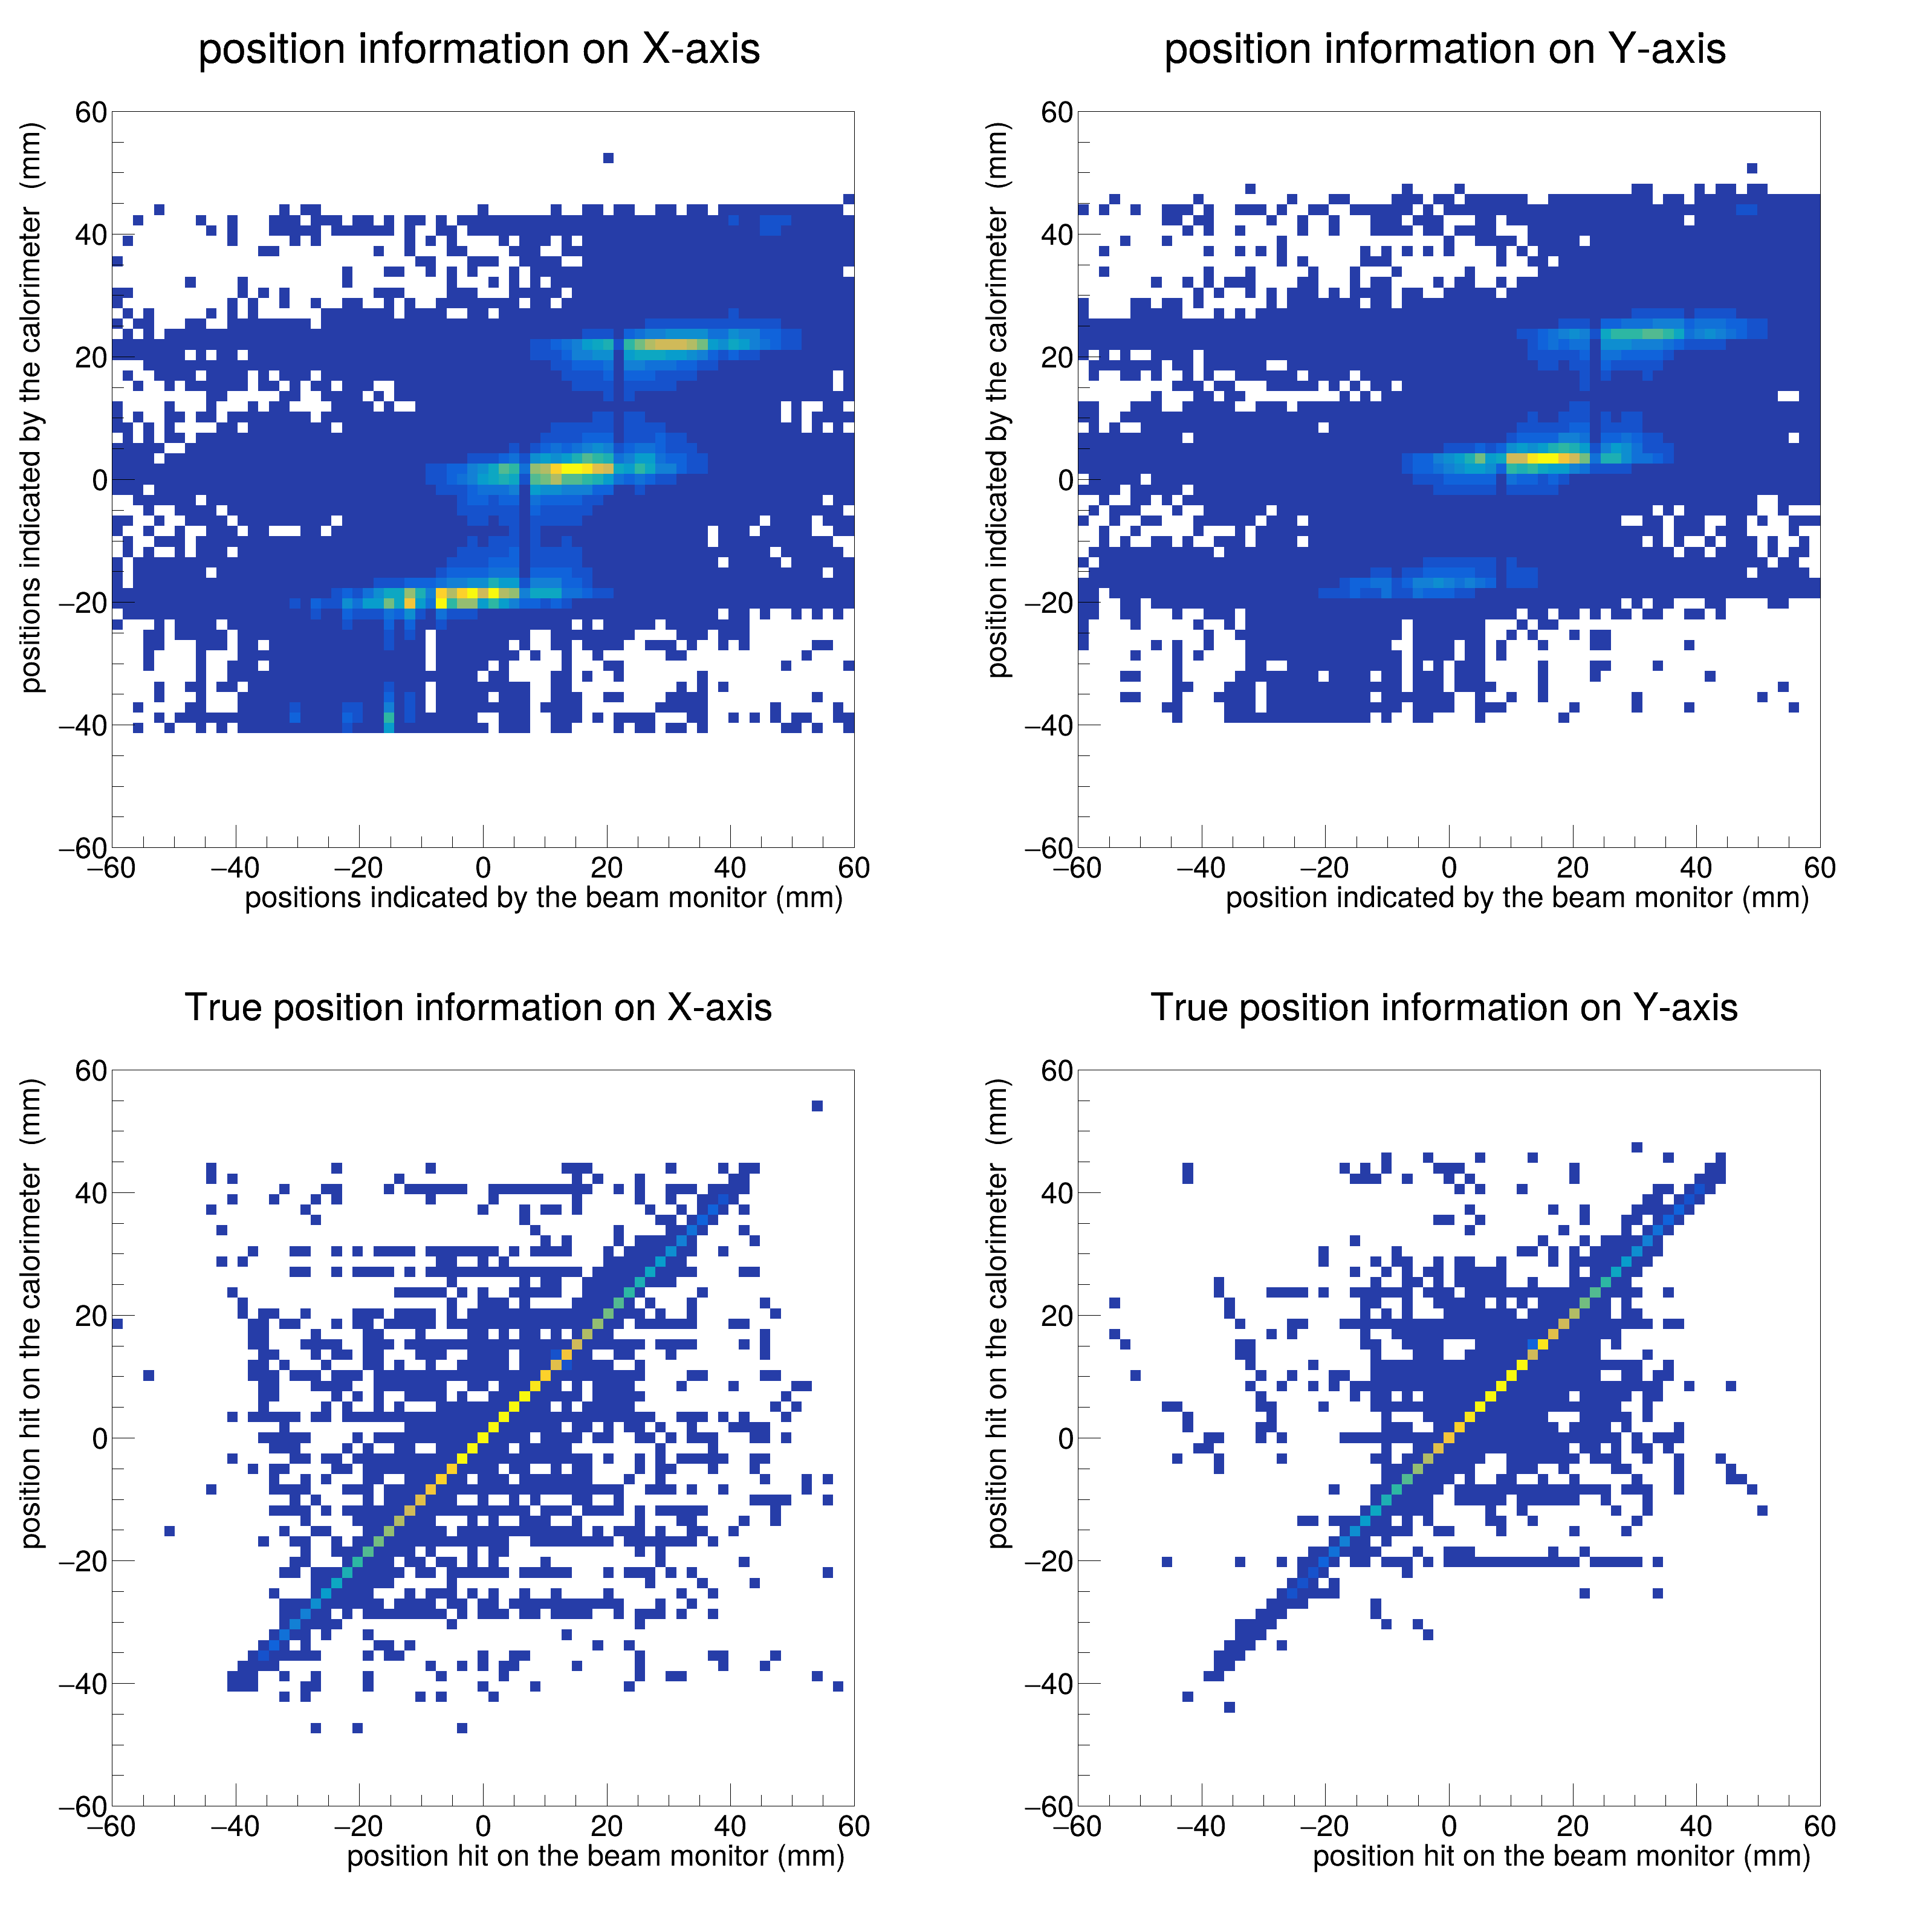 position information on X-axis
positions indicated by the calorimeter (mm)
60
40
20
0
−20
−40
−60
−60 −40 −20 0 20 40 60
positions indicated by the beam monitor (mm)
position information on Y-axis
position indicated by the calorimeter (mm)
60
40
20
0
−20
−40
−60
−60 −40 −20 0 20 40 60
position indicated by the beam monitor (mm)
True position information on X-axis
position hit on the calorimeter (mm)
60
40
20
0
−20
−40
−60
−60 −40 −20 0 20 40 60
position hit on the beam monitor (mm)
True position information on Y-axis
position hit on the calorimeter (mm)
60
40
20
0
−20
−40
−60
−60 −40 −20 0 20 40 60
position hit on the beam monitor (mm)